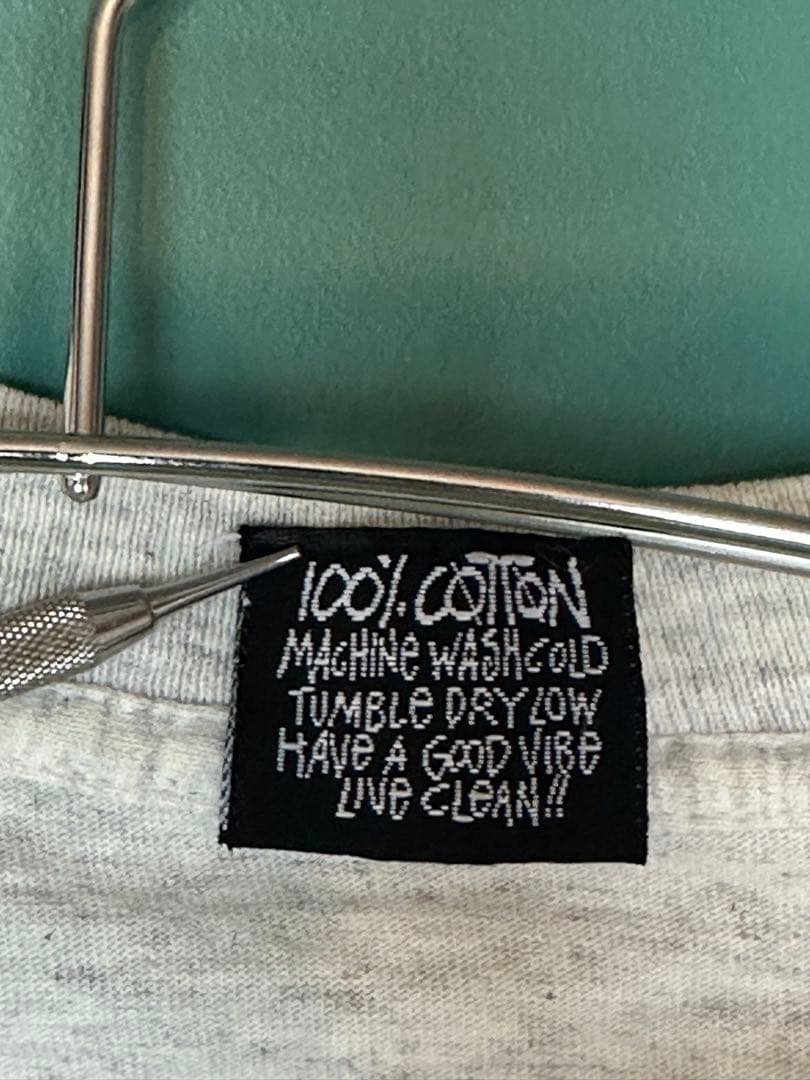 100% COTTON
MACHINE WASH COLD
TUMBLE DRY LOW
HAVE A GOOD VIBE
LIVE CLEAN!!